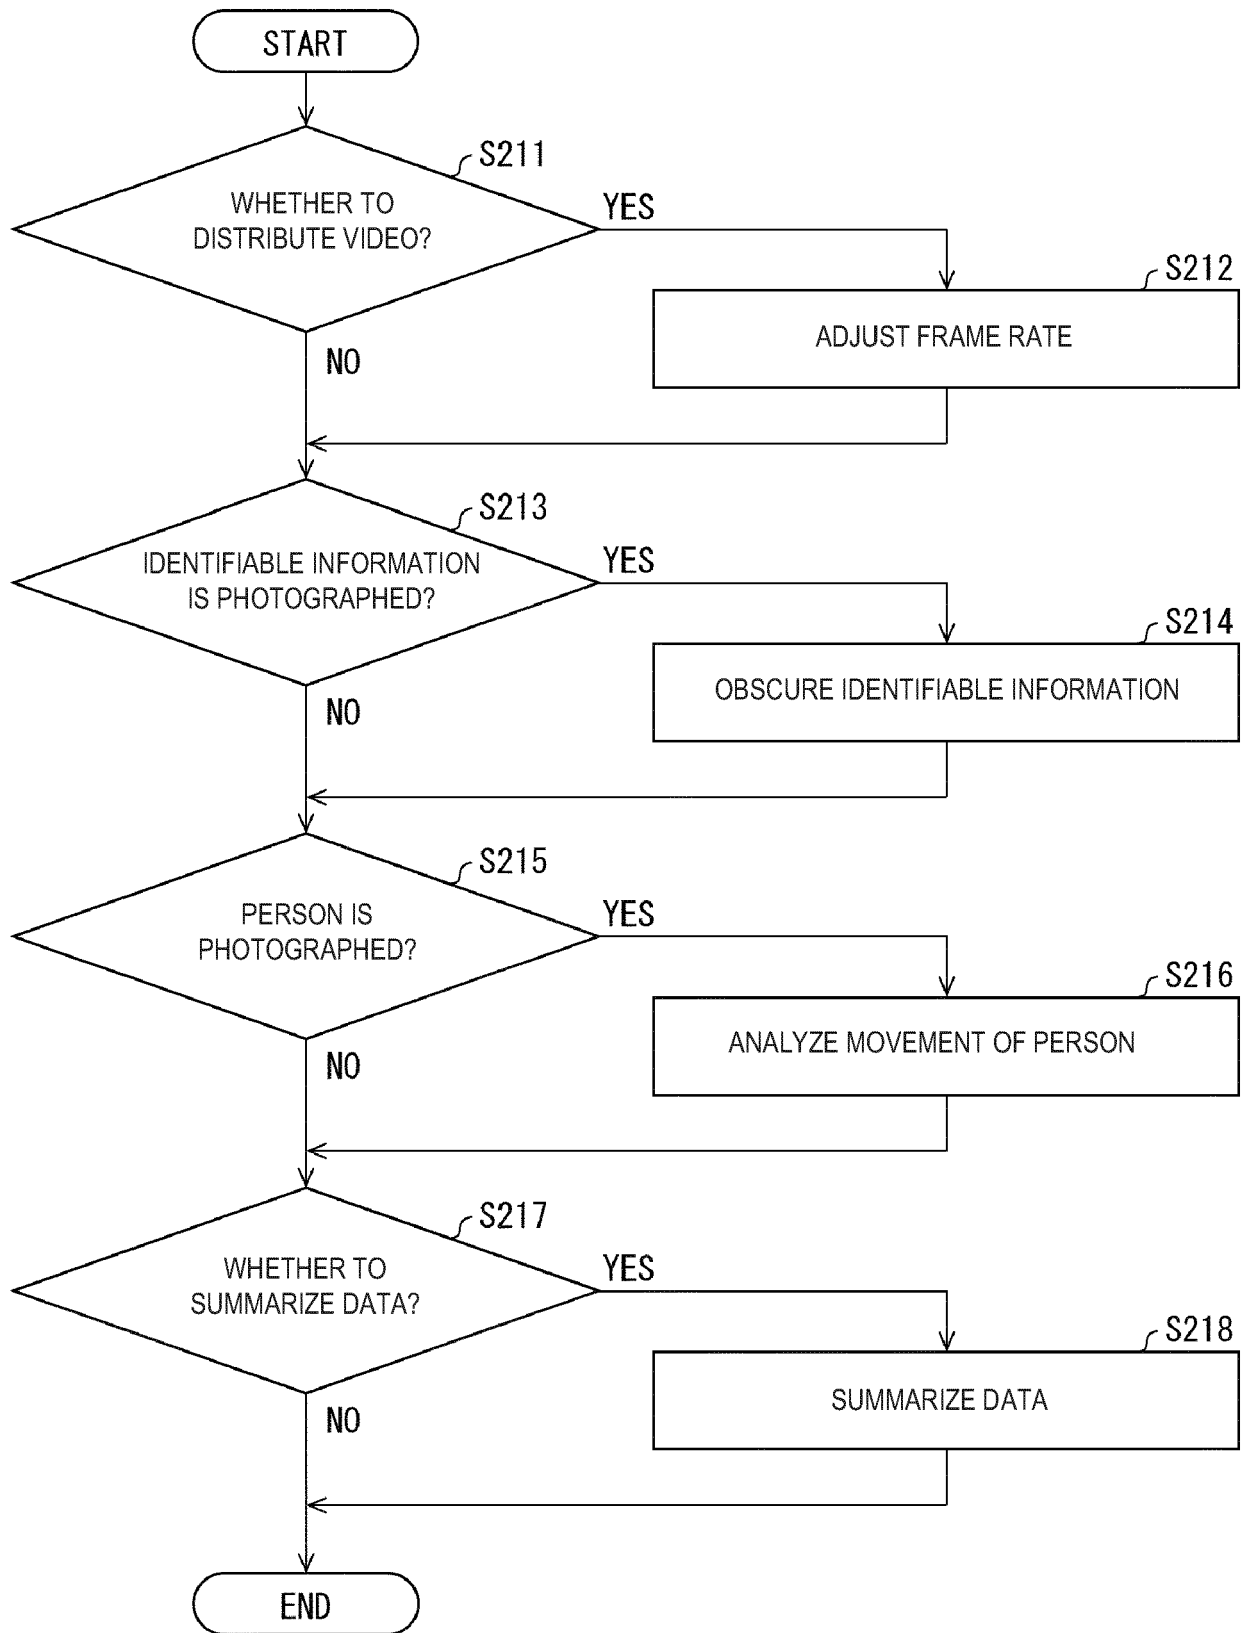 START
S211
WHETHER TO
DISTRIBUTE VIDEO?
YES
S212
ADJUST FRAME RATE
NO
S213
IDENTIFIABLE INFORMATION
IS PHOTOGRAPHED?
YES
S214
OBSCURE IDENTIFIABLE INFORMATION
NO
S215
PERSON IS
PHOTOGRAPHED?
YES
S216
ANALYZE MOVEMENT OF PERSON
NO
S217
WHETHER TO
SUMMARIZE DATA?
YES
S218
SUMMARIZE DATA
NO
END